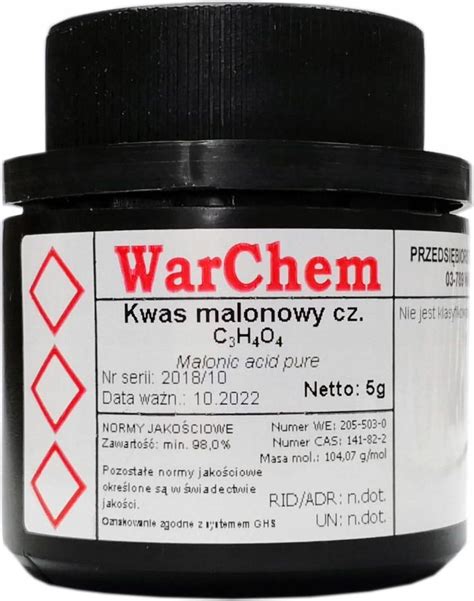 WarChem
Kwas malonowy cz.
C₃H₄O₄
Malonic acid pure
Nr serii: 2018/10
Data ważn.: 10.2022
Netto: 5g
NORMY JAKOŚCIOWE
Zawartość: min. 98,0%
Numer WE: 205-503-0
Numer CAS: 141-82-2
Masa mol.: 104,07 g/mol
Pozostałe normy jakościowe
określone są w świadectwie
jakości.
RID/ADR: n.dot.
UN: n.dot.
Oznakowanie zgodne z systemem GHS
03-789
Nie jest